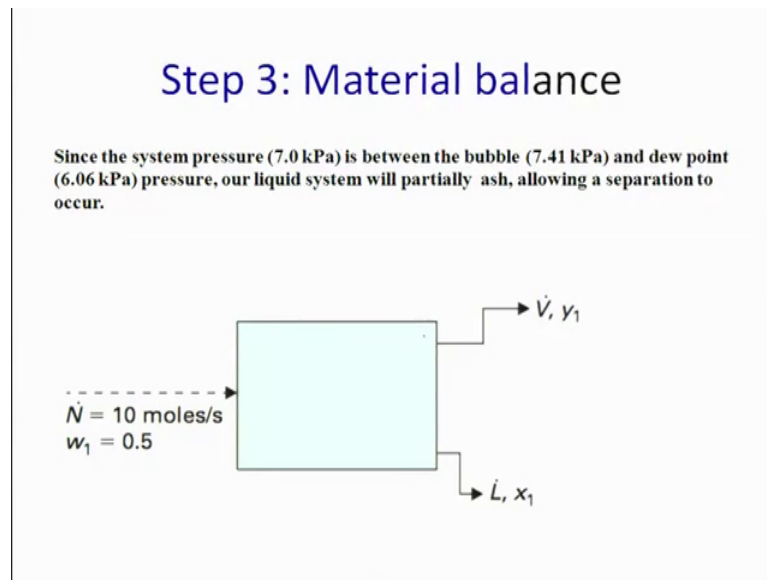 Step 3: Material balance
Since the system pressure (7.0 kPa) is between the bubble (7.41 kPa) and dew point
(6.06 kPa) pressure, our liquid system will partially ash, allowing a separation to
occur.
V̇, y₁
Ṅ = 10 moles/s
w₁ = 0.5
L̇, x₁